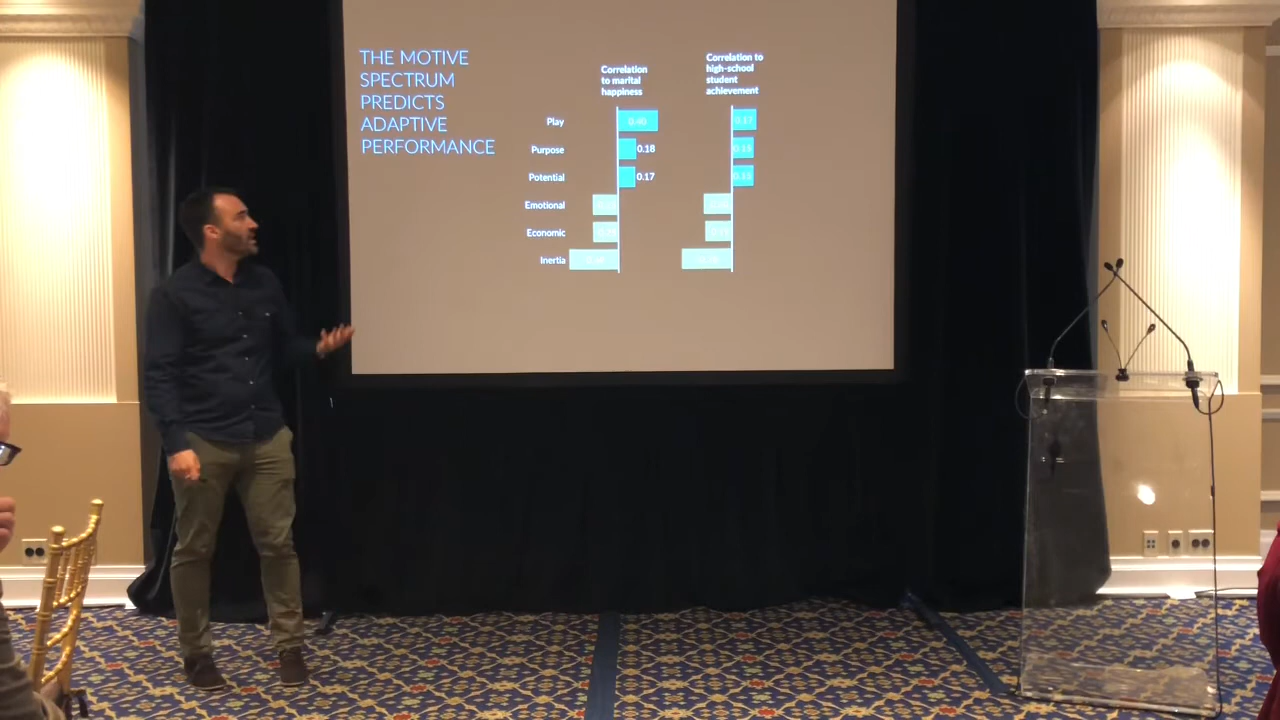 THE MOTIVE
SPECTRUM
PREDICTS
ADAPTIVE
PERFORMANCE
Correlation
to marital
happiness
Correlation to
high-school
student
achievement
Play
Purpose
0.18
Potential
0.17
Emotional
Economic
Inertia